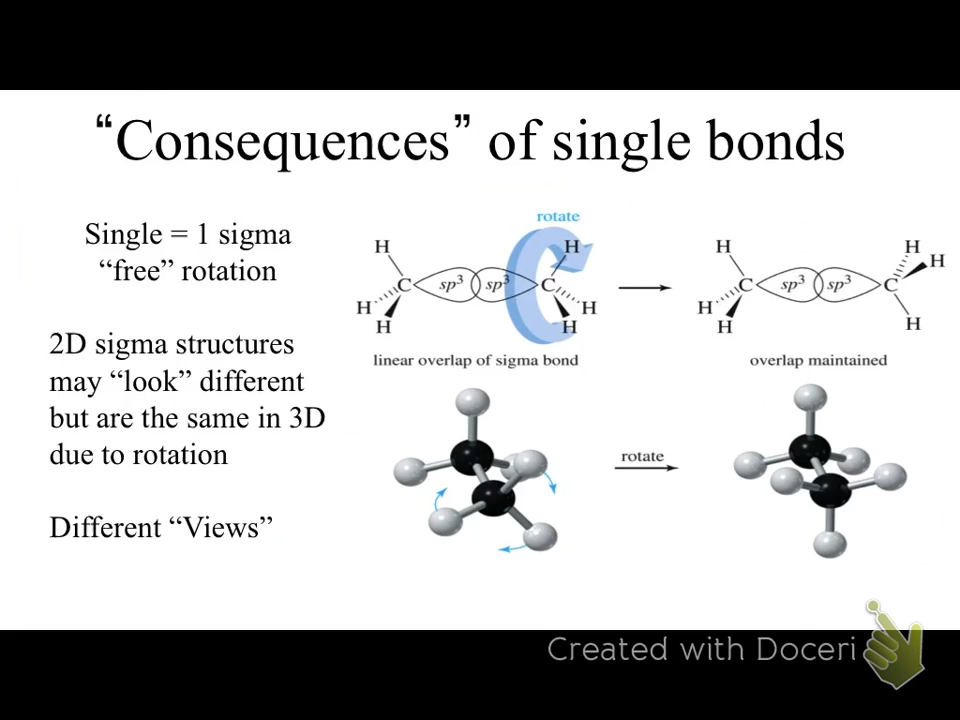 “Consequences” of single bonds
Single = 1 sigma
“free” rotation
2D sigma structures
may “look” different
but are the same in 3D
due to rotation
Different “Views”
rotate
H H
C sp³ sp³ C
H H
H H
linear overlap of sigma bond
H H
H
C sp³ sp³ C
H
H H
overlap maintained
rotate
Created with Doceri